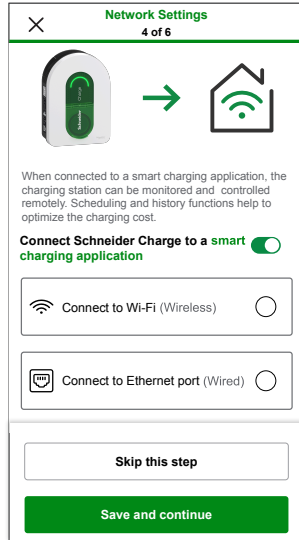 Network Settings
4 of 6
Charge
Schneider
When connected to a smart charging application, the
charging station can be monitored and controlled
remotely. Scheduling and history functions help to
optimize the charging cost.
Connect Schneider Charge to a smart
charging application
Connect to Wi-Fi (Wireless)
Connect to Ethernet port (Wired)
Skip this step
Save and continue